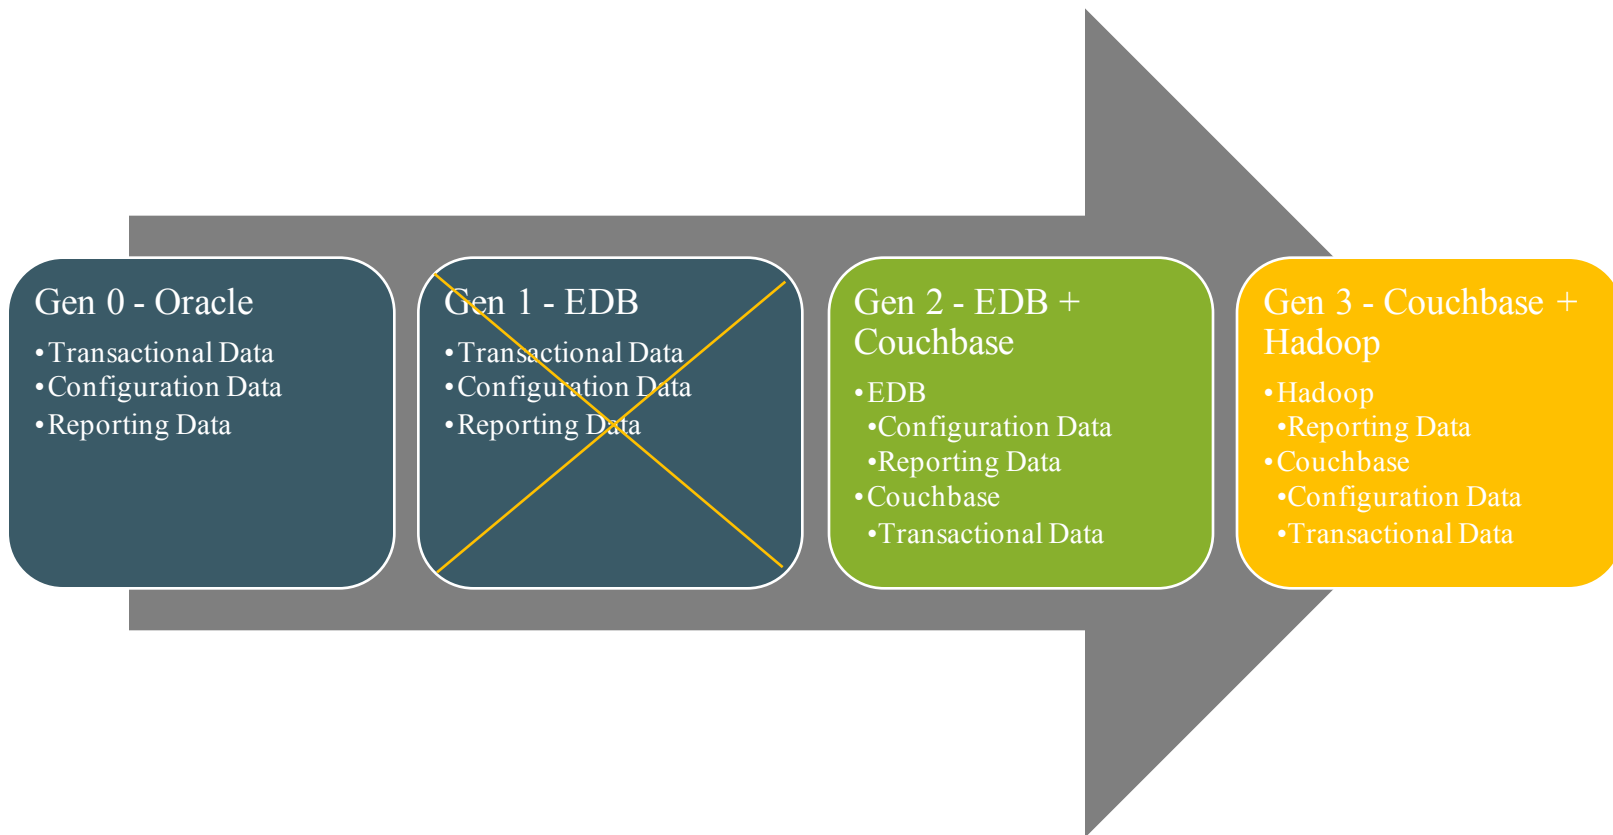 Gen 0 - Oracle
•Transactional Data
•Configuration Data
•Reporting Data
Gen 1 - EDB
•Transactional Data
•Configuration Data
•Reporting Data
Gen 2 - EDB +
Couchbase
•EDB
•Configuration Data
•Reporting Data
•Couchbase
•Transactional Data
Gen 3 - Couchbase +
Hadoop
•Hadoop
•Reporting Data
•Couchbase
•Configuration Data
•Transactional Data